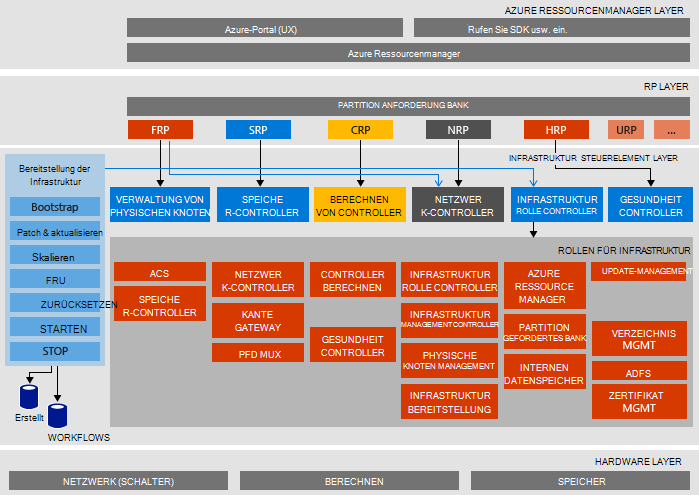 AZURE RESSOURCENMANAGER LAYER
Azure-Portal (UX)
Rufen Sie SDK usw. ein.
Azure Ressourcenmanager
RP LAYER
PARTITION ANFORDERUNG BANK
FRP
SRP
CRP
NRP
HRP
URP
...
INFRASTRUKTUR STEUERELEMENT LAYER
Bereitstellung der
Infrastruktur
Bootstrap
Patch & aktualisieren
Skalieren
FRU
ZURÜCKSETZEN
STARTEN
STOP
Erstellt
WORKFLOWS
VERWALTUNG VON
PHYSISCHEN KNOTEN
SPEICHE
R-CONTROLLER
BERECHNEN
VON CONTROLLER
NETZWER
K-CONTROLLER
INFRASTRUKTUR
ROLLE CONTROLLER
GESUNDHEIT
CONTROLLER
ROLLEN FÜR INFRASTRUKTUR
ACS
SPEICHE
R-CONTROLLER
NETZWER
K-CONTROLLER
KANTE
GATEWAY
PFD MUX
CONTROLLER
BERECHNEN
GESUNDHEIT
CONTROLLER
INFRASTRUKTUR
ROLLE CONTROLLER
INFRASTRUKTUR
MANAGEMENT CONTROLLER
PHYSISCHE
KNOTEN MANAGEMENT
INFRASTRUKTUR
BEREITSTELLUNG
AZURE
RESSOURCE
MANAGER
PARTITION
GEFORDERTES BANK
INTERNEN
DATENSPEICHER
UPDATE-MANAGEMENT
VERZEICHNIS
MGMT
ADFS
ZERTIFIKAT
MGMT
HARDWARE LAYER
NETZWERK (SCHALTER)
BERECHNEN
SPEICHER